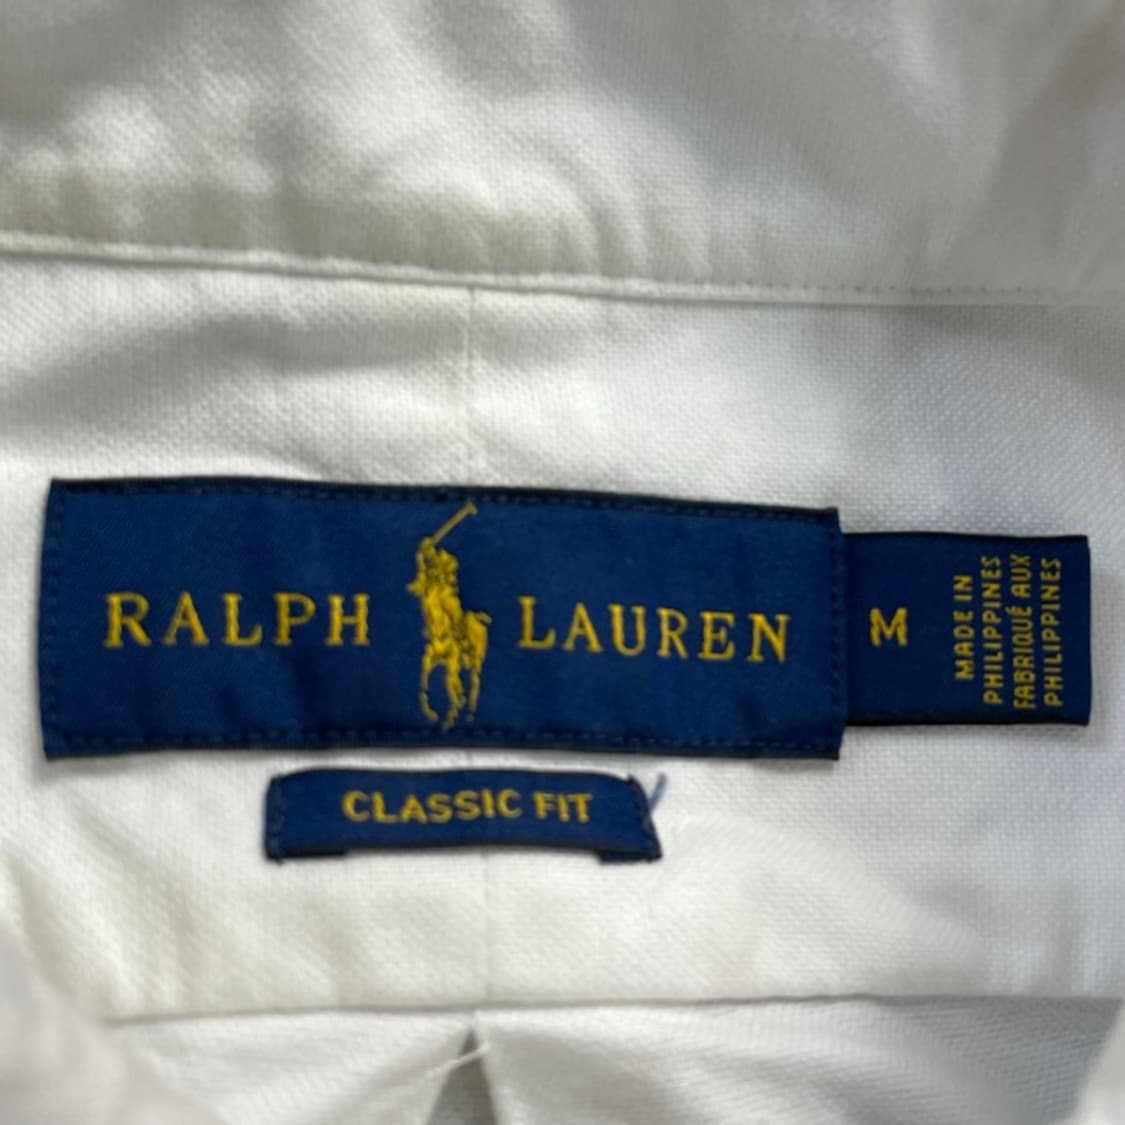 RALPH LAUREN
M
MADE IN
PHILIPPINES
FABRIQUÉ AUX
PHILIPPINES
CLASSIC FIT